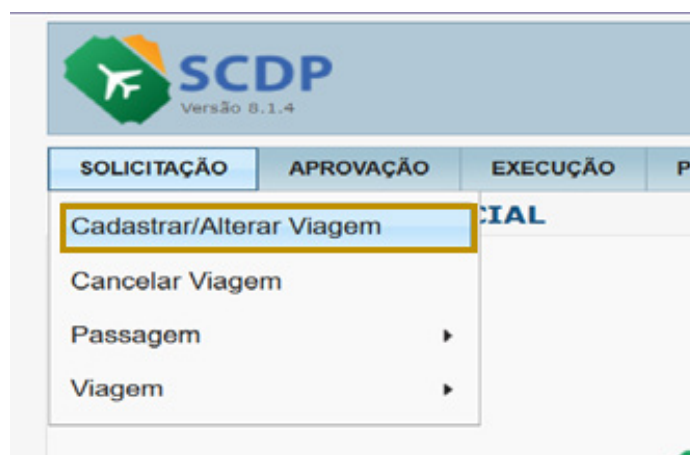 SCDP
Versão 8.1.4
SOLICITAÇÃO APROVAÇÃO EXECUÇÃO P
CIAL
Cadastrar/Alterar Viagem
Cancelar Viagem
Passagem
Viagem